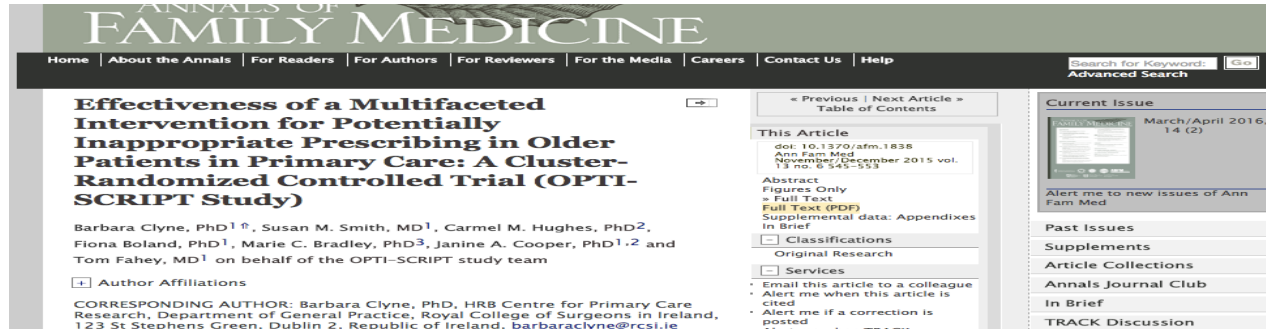 ANNALS OF
FAMILY MEDICINE
Home | About the Annals | For Readers | For Authors | For Reviewers | For the Media | Careers | Contact Us | Help
Search for Keyword: Go
Advanced Search
Effectiveness of a Multifaceted
Intervention for Potentially
Inappropriate Prescribing in Older
Patients in Primary Care: A Cluster-
Randomized Controlled Trial (OPTI-
SCRIPT Study)
Barbara Clyne, PhD1⇑, Susan M. Smith, MD1, Carmel M. Hughes, PhD2,
Fiona Boland, PhD1, Marie C. Bradley, PhD3, Janine A. Cooper, PhD1,2 and
Tom Fahey, MD1 on behalf of the OPTI-SCRIPT study team
+ Author Affiliations
CORRESPONDING AUTHOR: Barbara Clyne, PhD, HRB Centre for Primary Care
Research, Department of General Practice, Royal College of Surgeons in Ireland,
123 St Stephens Green, Dublin 2, Republic of Ireland, barbaraclyne@rcsi.ie
« Previous | Next Article »
Table of Contents
This Article
doi: 10.1370/afm.1838
Ann Fam Med
November/December 2015 vol.
13 no. 6 545-553
Abstract
Figures Only
» Full Text
Full Text (PDF)
Supplemental data: Appendixes
In Brief
− Classifications
Original Research
− Services
Email this article to a colleague
Alert me when this article is
cited
Alert me if a correction is
posted
Current Issue
March/April 2016,
14 (2)
Alert me to new issues of Ann
Fam Med
Past Issues
Supplements
Article Collections
Annals Journal Club
In Brief
TRACK Discussion